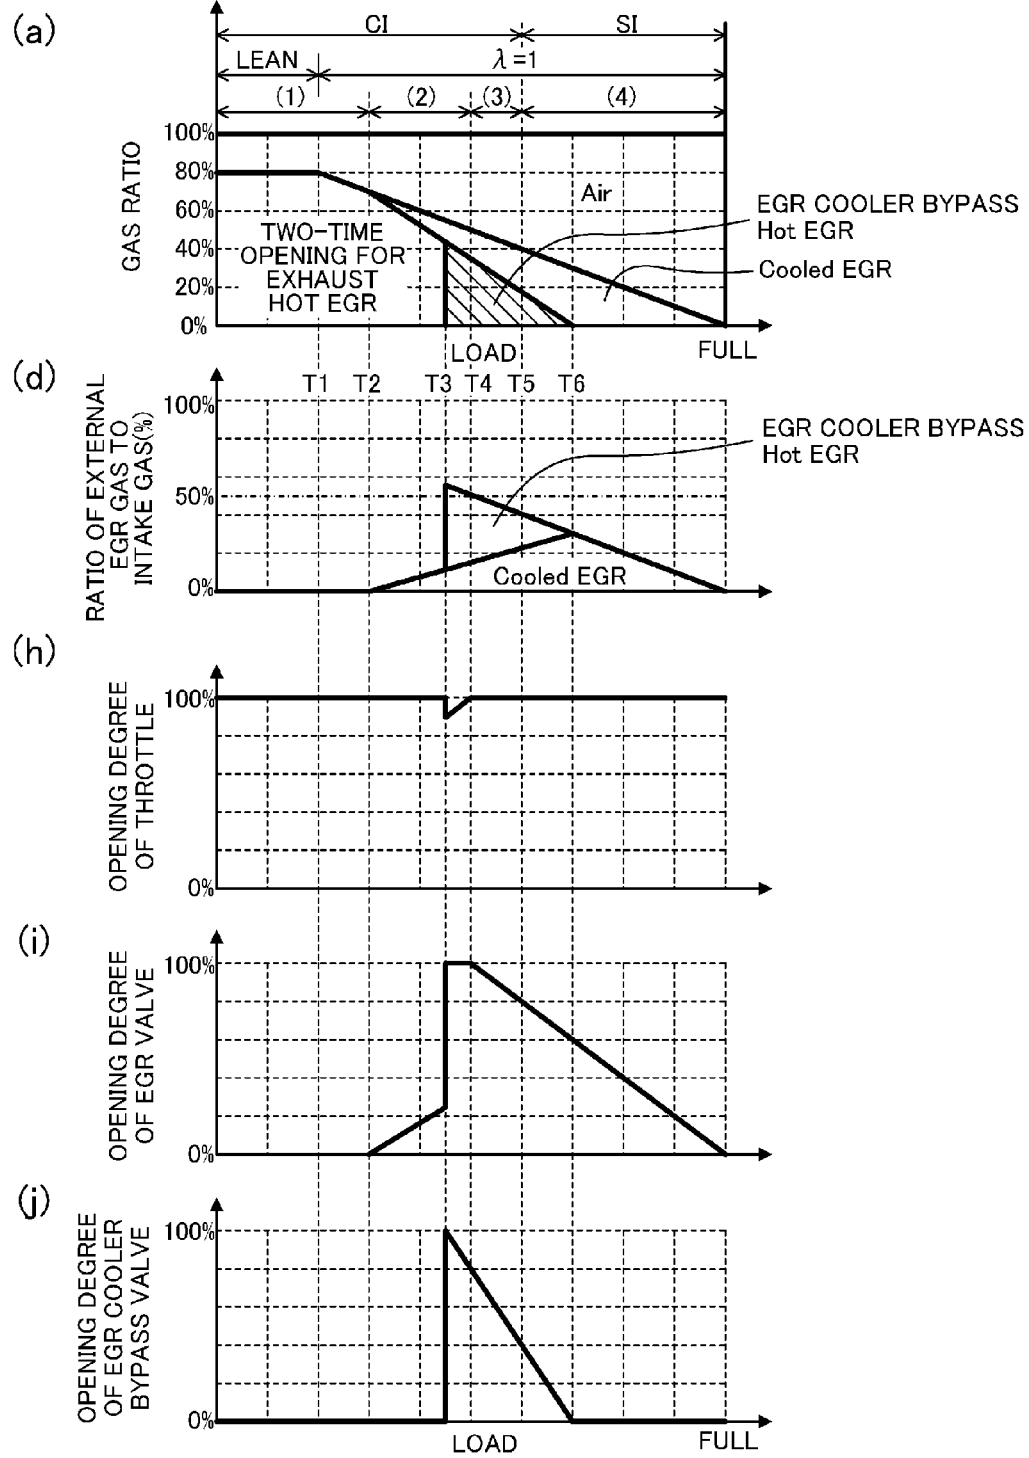 (a)
CI
SI
LEAN
λ=1
(1)
(2)
(3)
(4)
GAS RATIO
100%
80%
60%
40%
20%
0%
Air
TWO-TIME
OPENING FOR
EXHAUST
HOT EGR
EGR COOLER BYPASS
Hot EGR
Cooled EGR
LOAD
FULL
(d)
T1
T2
T3
T4
T5
T6
RATIO OF EXTERNAL
EGR GAS TO
INTAKE GAS(%)
100%
50%
0%
EGR COOLER BYPASS
Hot EGR
Cooled EGR
(h)
OPENING DEGREE
OF THROTTLE
100%
0%
(i)
OPENING DEGREE
OF EGR VALVE
100%
0%
(j)
OPENING DEGREE
OF EGR COOLER
BYPASS VALVE
100%
0%
LOAD
FULL